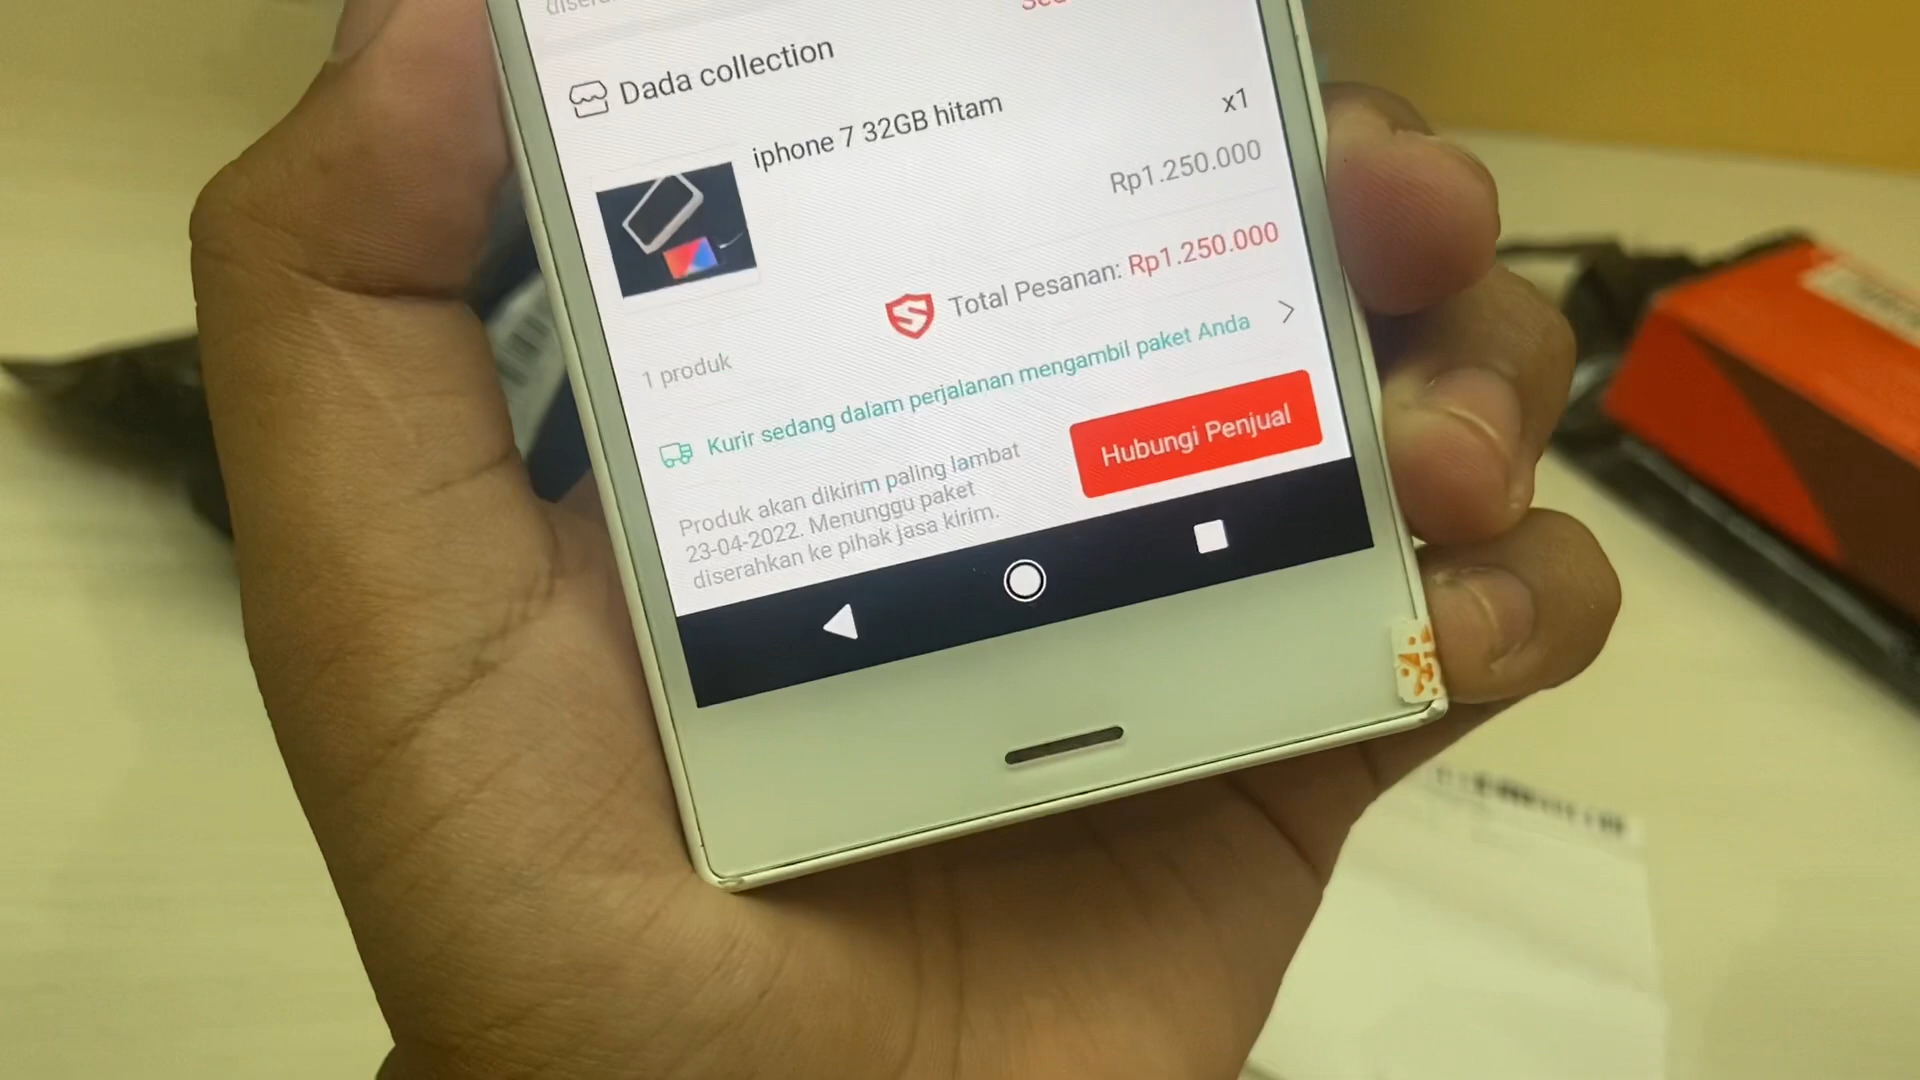 Dada collection
iphone 7 32GB hitam
x1
Rp1.250.000
Total Pesanan: Rp1.250.000
1 produk
Kurir sedang dalam perjalanan mengambil paket Anda
Produk akan dikirim paling lambat
23-04-2022. Menunggu paket
diserahkan ke pihak jasa kirim.
Hubungi Penjual